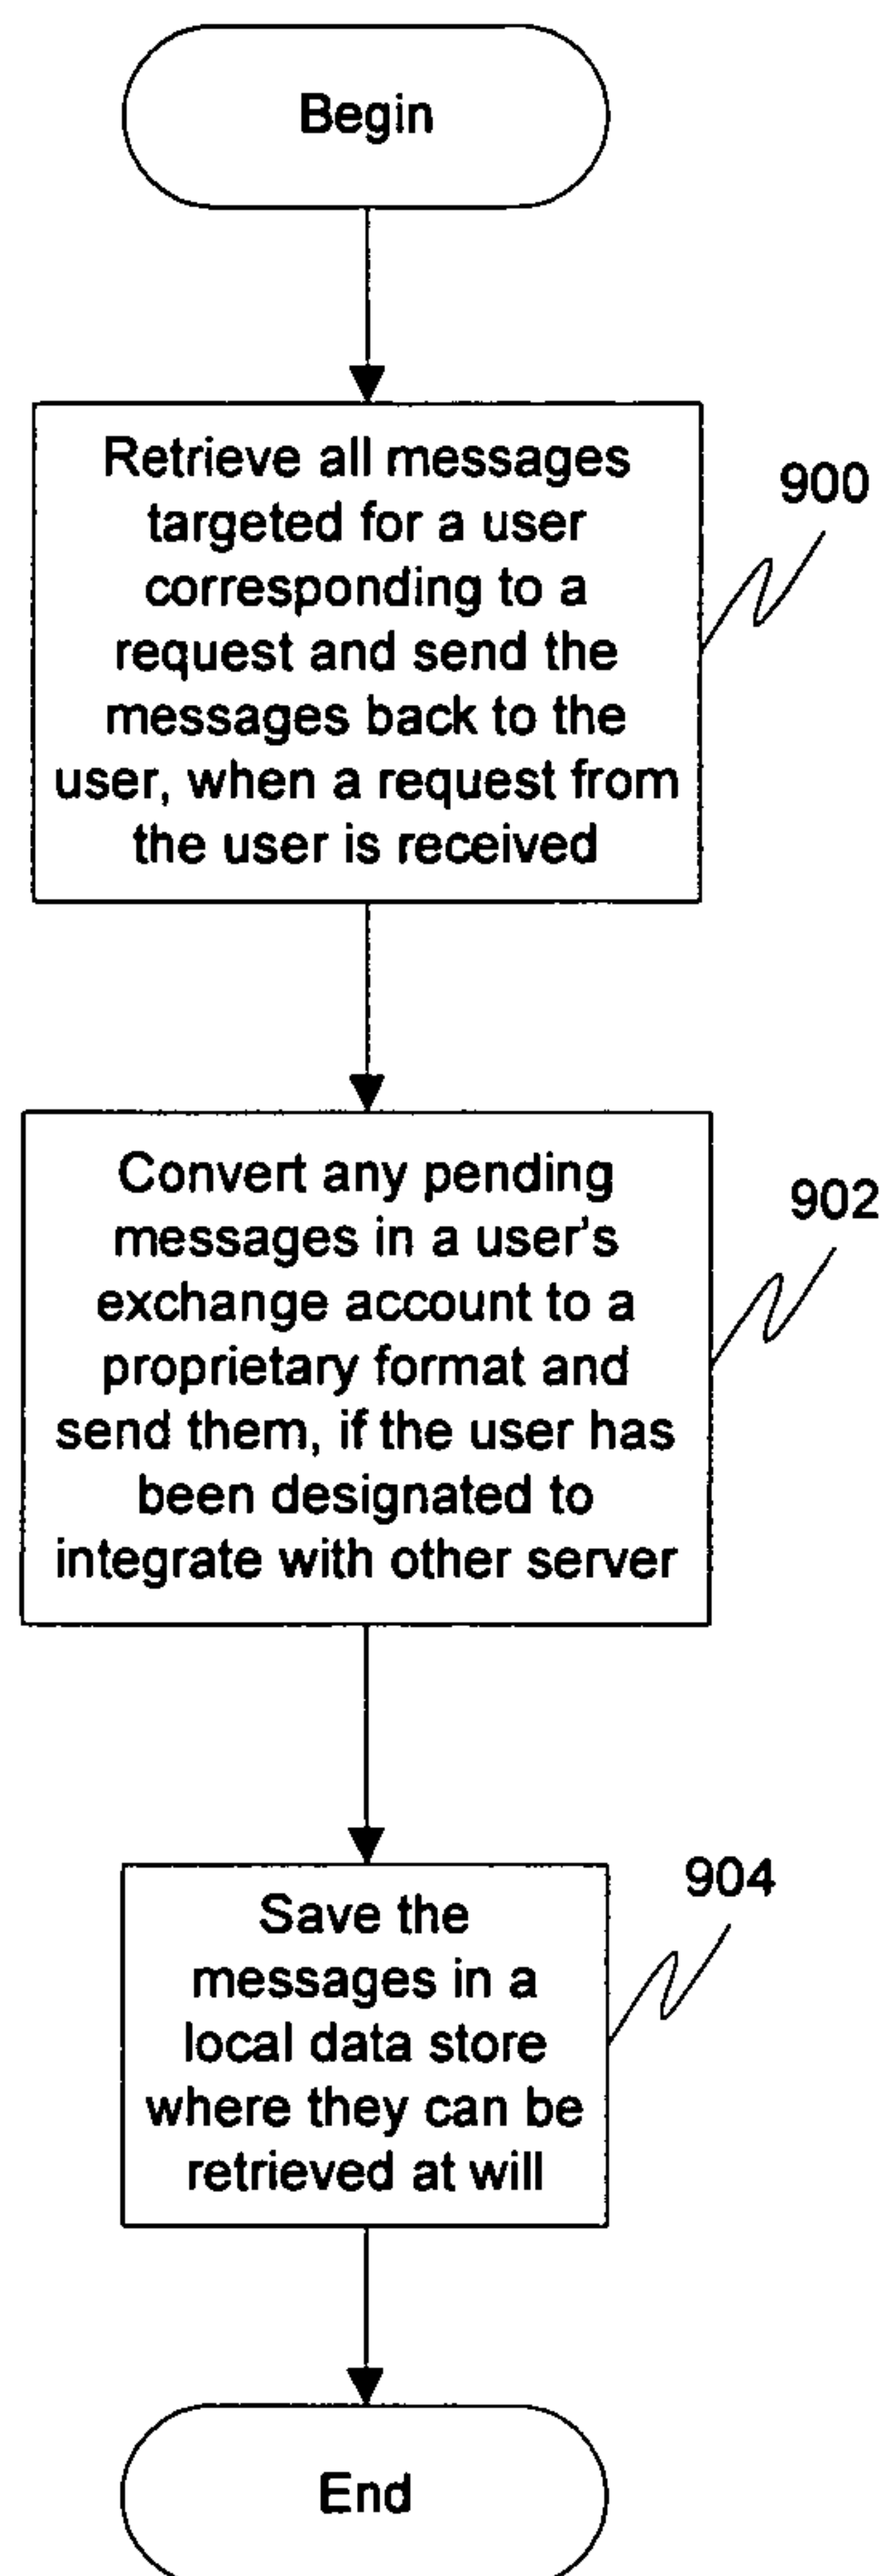 Begin
Retrieve all messages
targeted for a user
corresponding to a
request and send the
messages back to the
user, when a request from
the user is received
900
Convert any pending
messages in a user's
exchange account to a
proprietary format and
send them, if the user has
been designated to
integrate with other server
902
Save the
messages in a
local data store
where they can be
retrieved at will
904
End